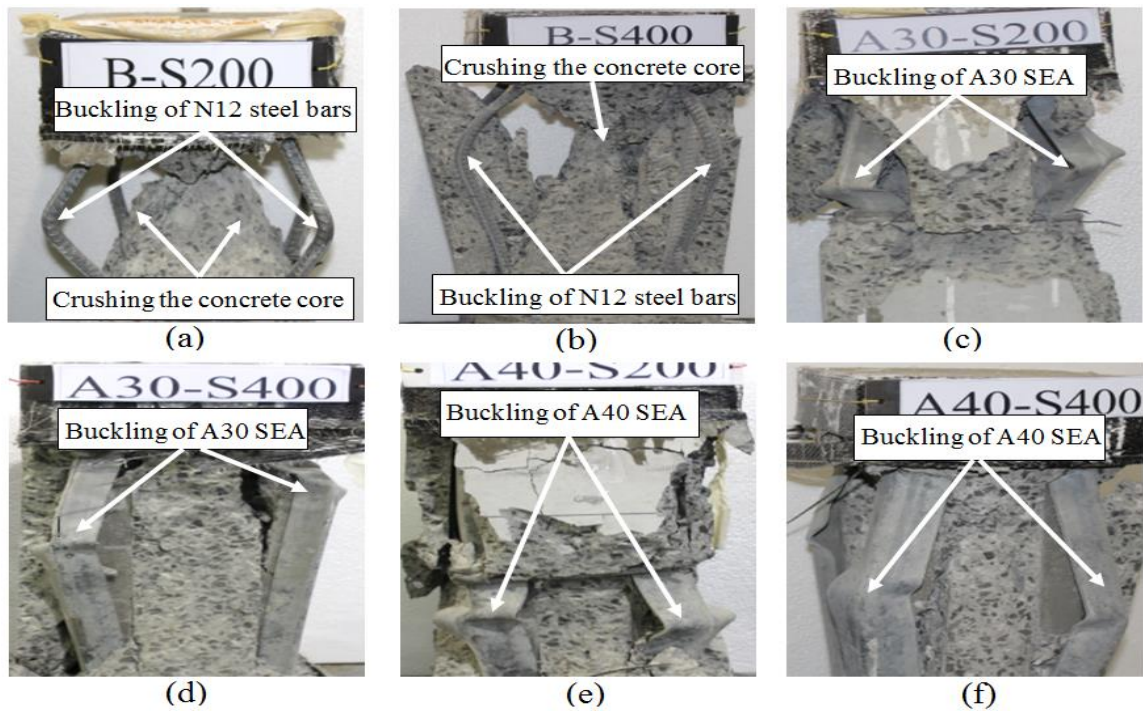 B-S200
Buckling of N12 steel bars
Crushing the concrete core
(a)
B-S400
Crushing the concrete core
Buckling of N12 steel bars
(b)
A30-S200
Buckling of A30 SEA
(c)
A30-S400
Buckling of A30 SEA
(d)
A40-S200
Buckling of A40 SEA
(e)
A40-S400
Buckling of A40 SEA
(f)